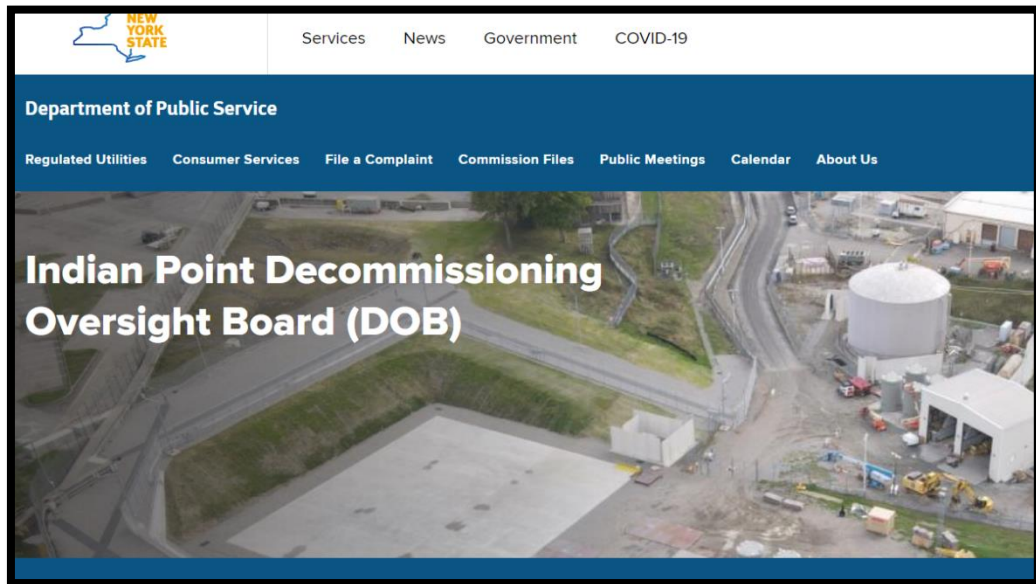 NEW
YORK
STATE
Services News Government COVID-19
Department of Public Service
Regulated Utilities Consumer Services File a Complaint Commission Files Public Meetings Calendar About Us
Indian Point Decommissioning
Oversight Board (DOB)